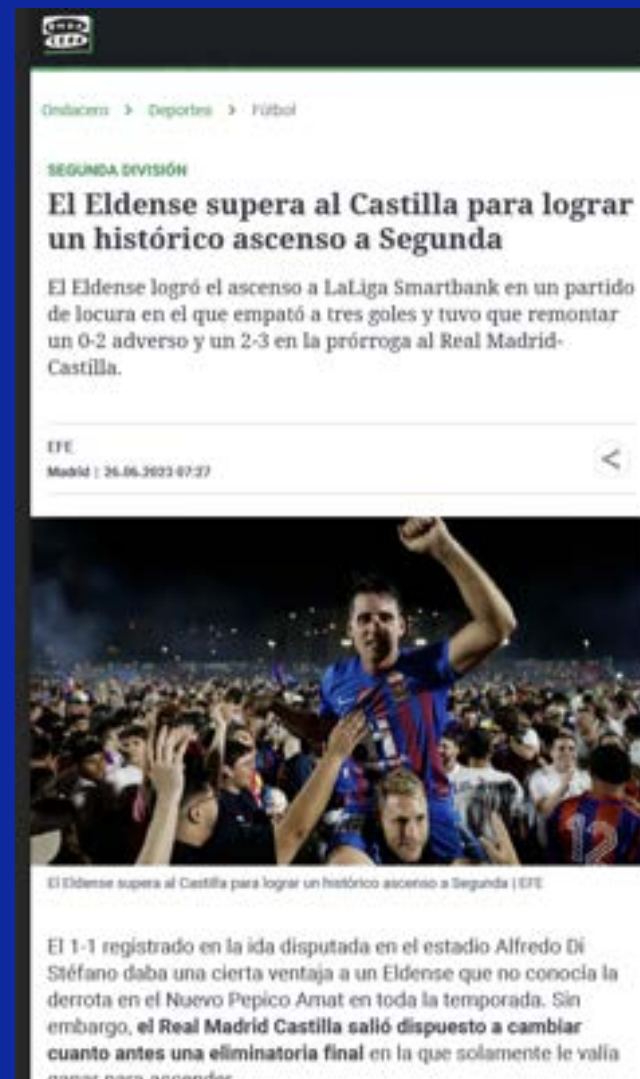 ONDA
CERO
Ondacero > Deportes > Fútbol
SEGUNDA DIVISIÓN
El Eldense supera al Castilla para lograr
un histórico ascenso a Segunda
El Eldense logró el ascenso a LaLiga Smartbank en un partido
de locura en el que empató a tres goles y tuvo que remontar
un 0-2 adverso y un 2-3 en la prórroga al Real Madrid-
Castilla.
EFE
Madrid | 26.06.2023 07:27
12
El Eldense supera al Castilla para lograr un histórico ascenso a Segunda | EFE
El 1-1 registrado en la ida disputada en el estadio Alfredo Di
Stéfano daba una cierta ventaja a un Eldense que no conocía la
derrota en el Nuevo Pepico Amat en toda la temporada. Sin
embargo, el Real Madrid Castilla salió dispuesto a cambiar
cuanto antes una eliminatoria final en la que solamente le valía
ganar para ascender